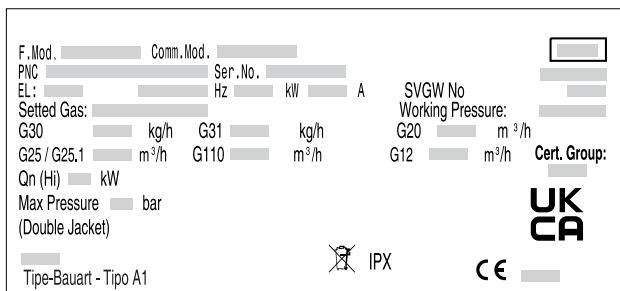 F.Mod. Comm.Mod.
PNC Ser.No.
EL: Hz kW A SVGW No
Setted Gas: Working Pressure:
G30 kg/h G31 kg/h G20 m³/h
G25 / G25.1 m³/h G110 m³/h G12 m³/h Cert. Group:
Qn (Hi) kW
Max Pressure bar
(Double Jacket)
UK
CA
IPX CE
Tipe-Bauart - Tipo A1